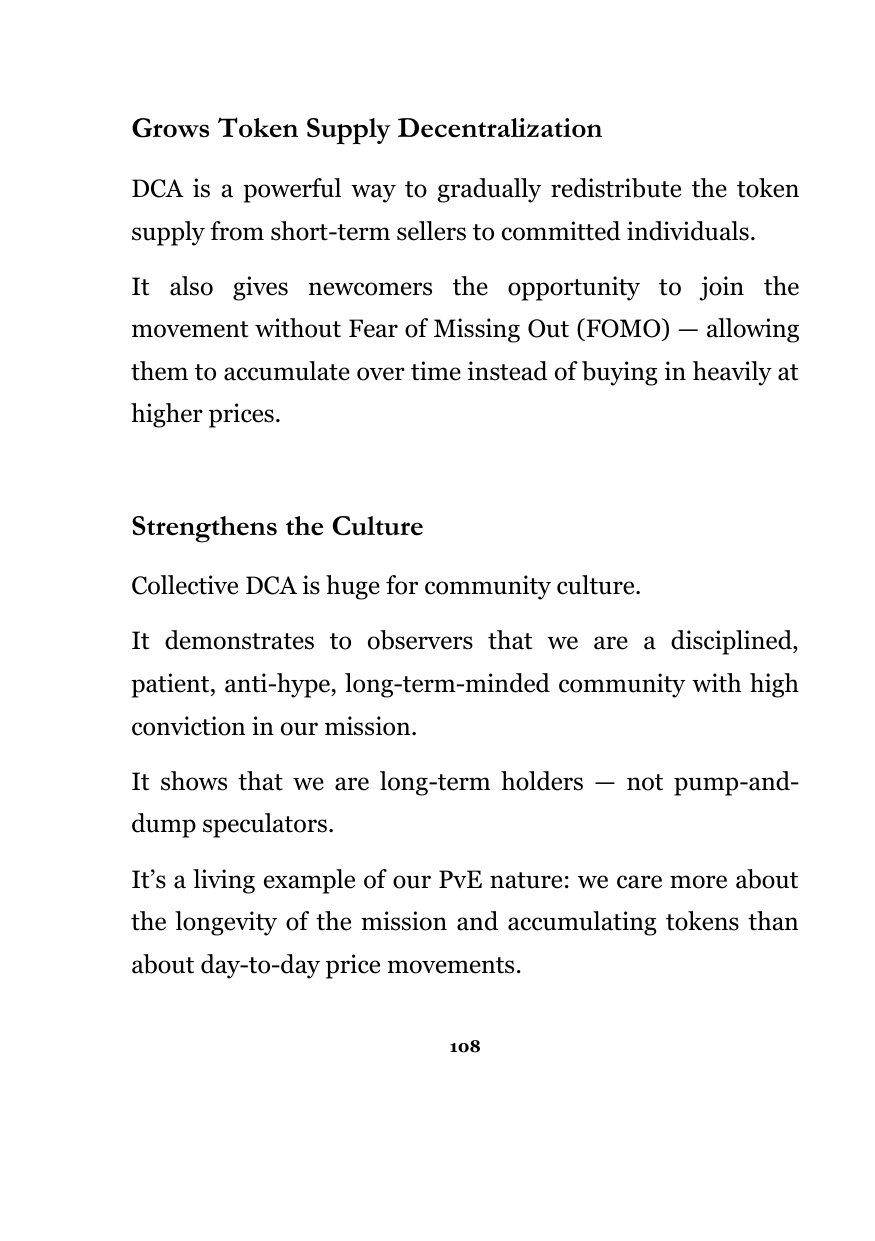 Grows Token Supply Decentralization
DCA is a powerful way to gradually redistribute the token
supply from short-term sellers to committed individuals.
It also gives newcomers the opportunity to join the
movement without Fear of Missing Out (FOMO) — allowing
them to accumulate over time instead of buying in heavily at
higher prices.
Strengthens the Culture
Collective DCA is huge for community culture.
It demonstrates to observers that we are a disciplined,
patient, anti-hype, long-term-minded community with high
conviction in our mission.
It shows that we are long-term holders — not pump-and-
dump speculators.
It’s a living example of our PvE nature: we care more about
the longevity of the mission and accumulating tokens than
about day-to-day price movements.
108